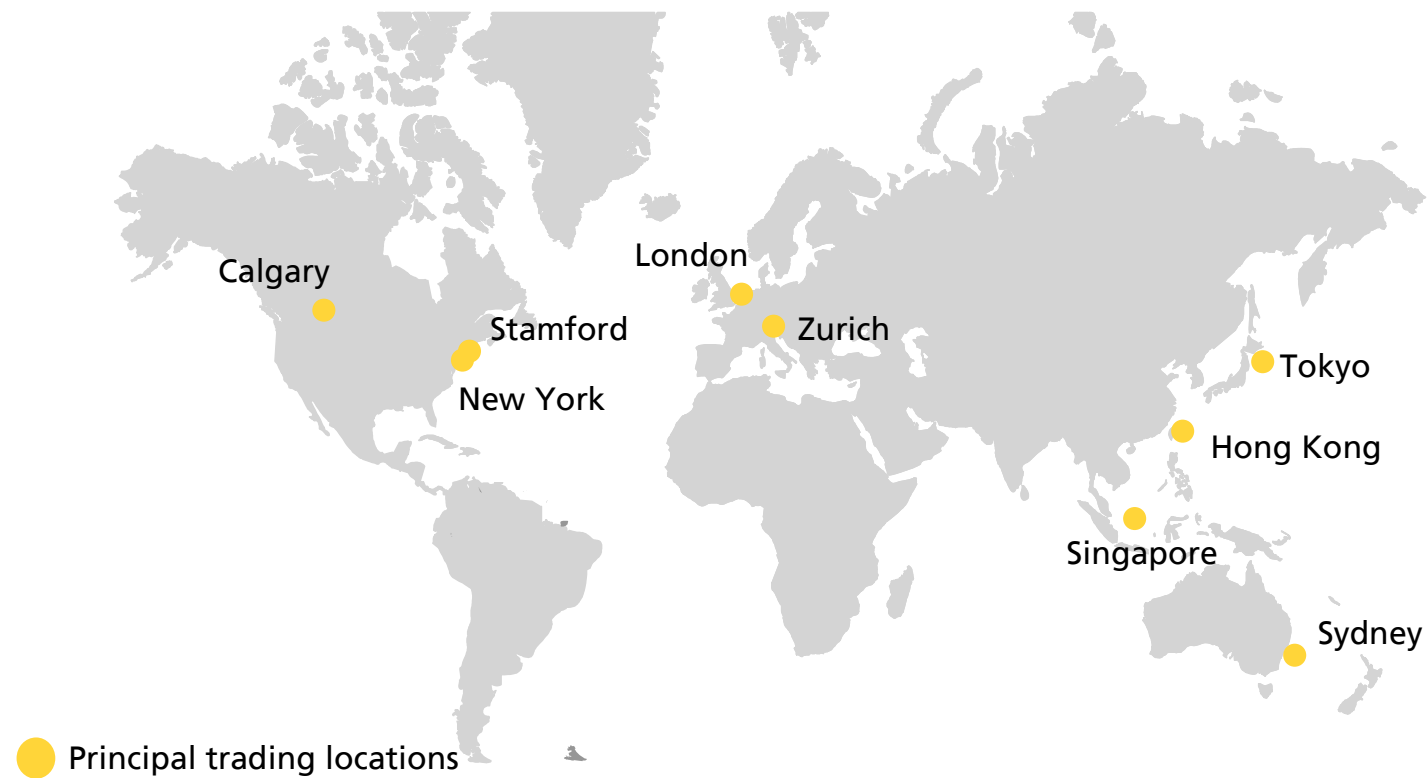 London
Calgary
Stamford
Zurich
Tokyo
New York
Hong Kong
Singapore
Sydney
Principal trading locations